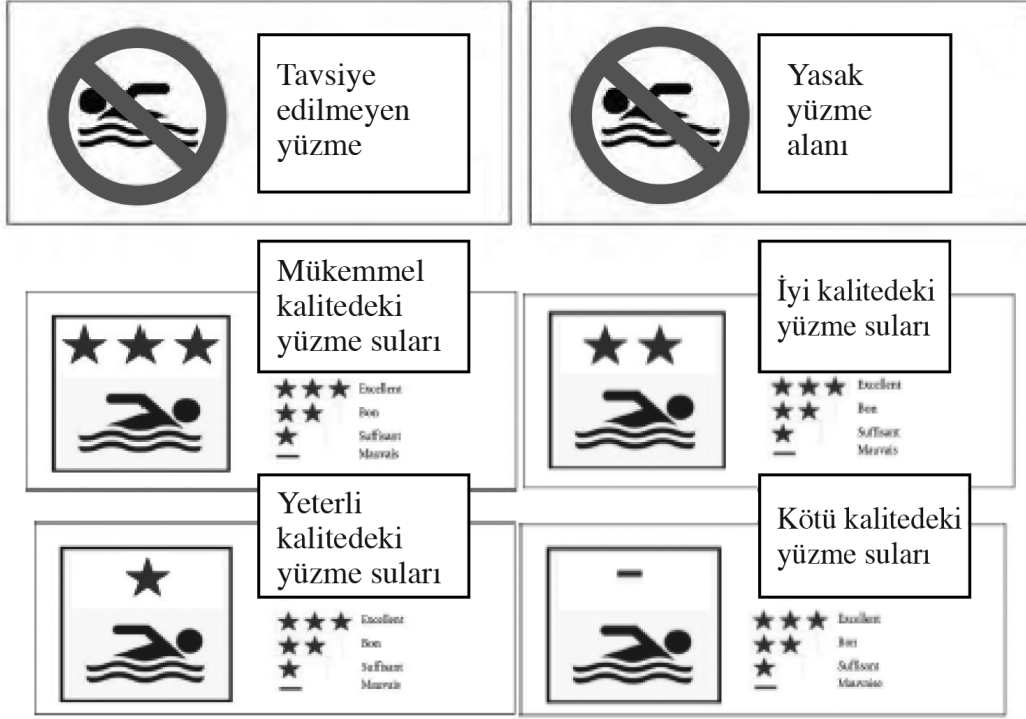 Tavsiye
edilmeyen
yüzme
Yasak
yüzme
alanı
Mükemmel
kalitedeki
yüzme suları
Excellent
Bon
Suffisant
Mauvais
İyi kalitedeki
yüzme suları
Excellent
Bon
Suffisant
Mauvais
Yeterli
kalitedeki
yüzme suları
Excellent
Bon
Suffisant
Mauvais
Kötü kalitedeki
yüzme suları
Excellent
Bon
Suffisant
Mauvais